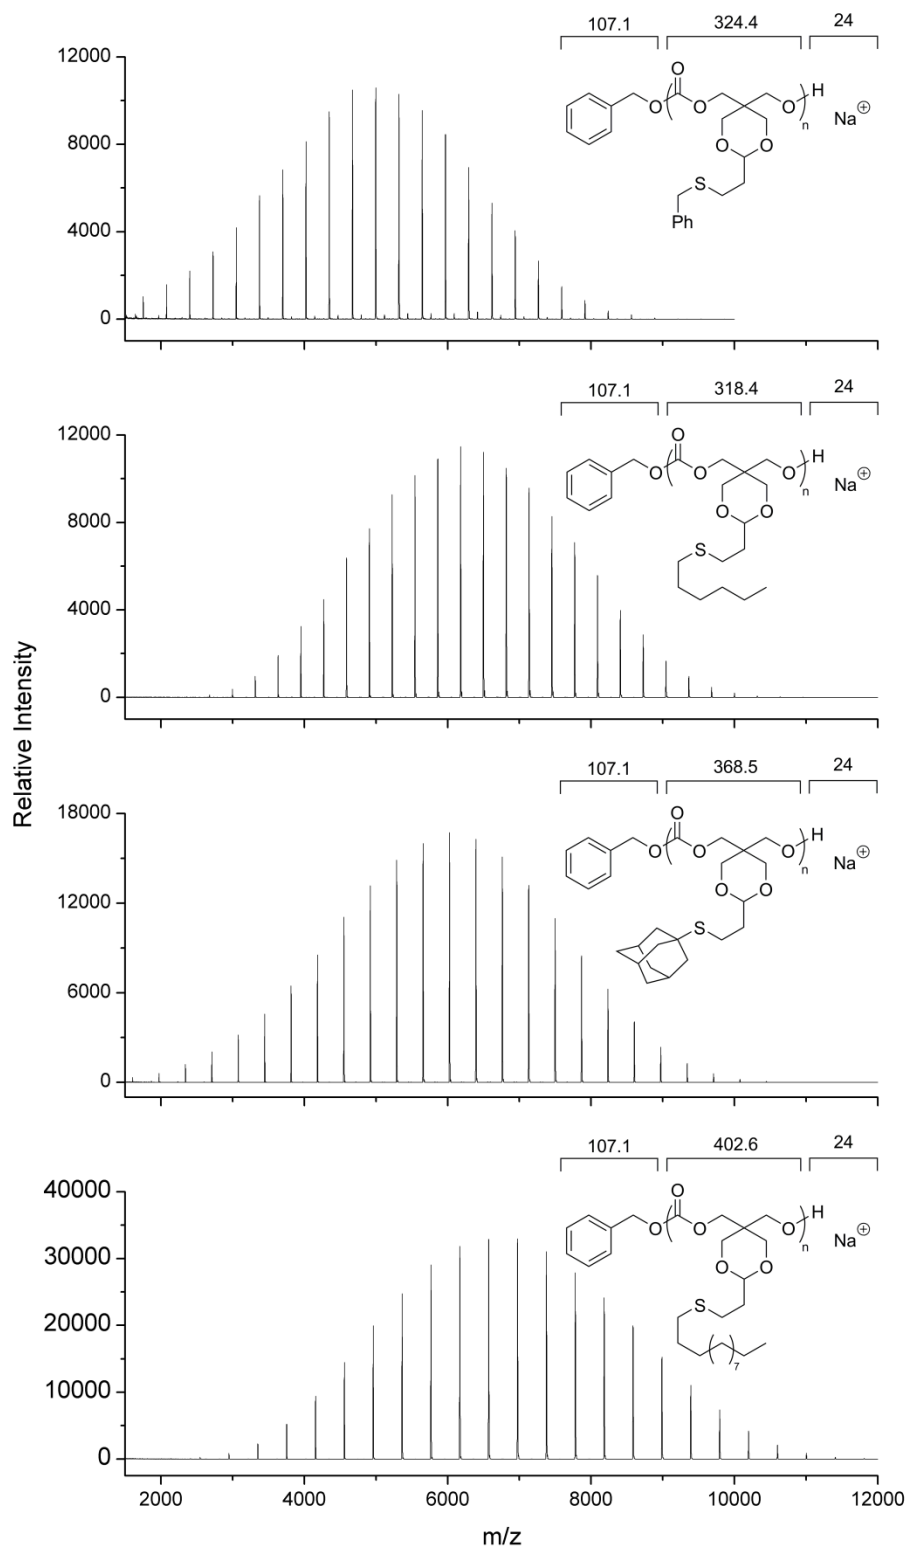 107.1 324.4 24
12000
8000
4000
0
O
O O O H
n
Na⊕
O O
S
Ph
107.1 318.4 24
12000
8000
4000
0
O
O O O H
n
Na⊕
O O
S
107.1 368.5 24
18000
12000
6000
0
O
O O O H
n
Na⊕
O O
S
107.1 402.6 24
40000
30000
20000
10000
0
O
O O O H
n
Na⊕
O O
S
7
2000 4000 6000 8000 10000 12000
m/z
Relative Intensity